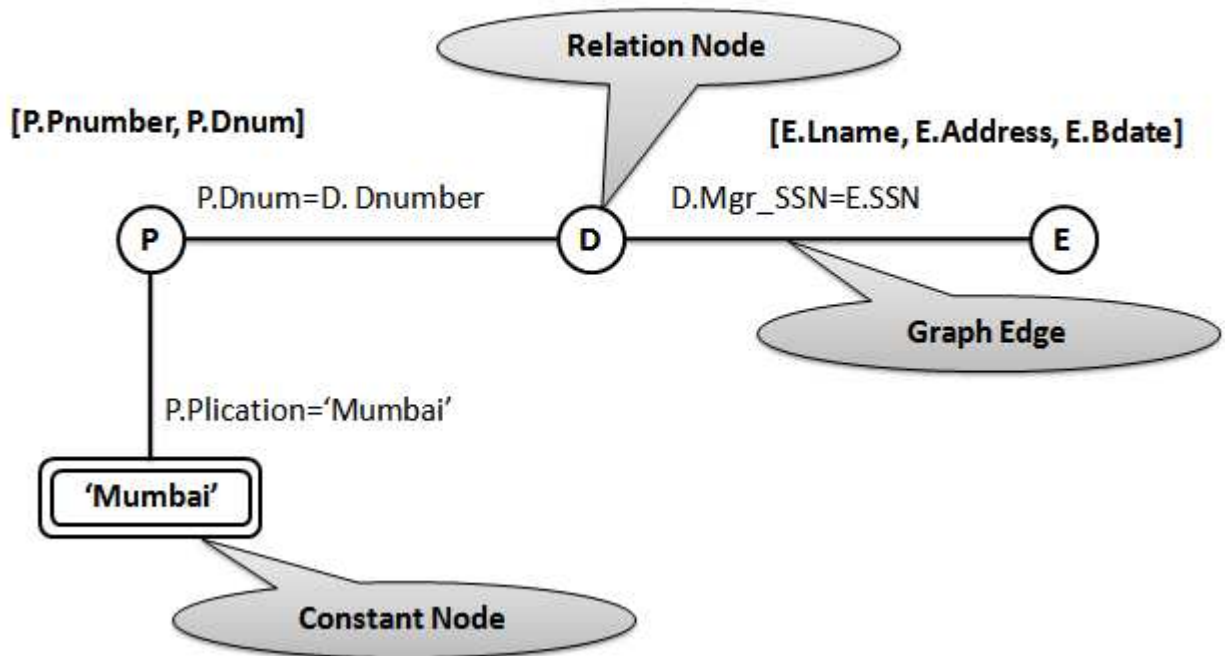 Relation Node
[P.Pnumber, P.Dnum]
[E.Lname, E.Address, E.Bdate]
P.Dnum=D. Dnumber
D.Mgr_SSN=E.SSN
P
D
E
Graph Edge
P.Plication=‘Mumbai’
‘Mumbai’
Constant Node